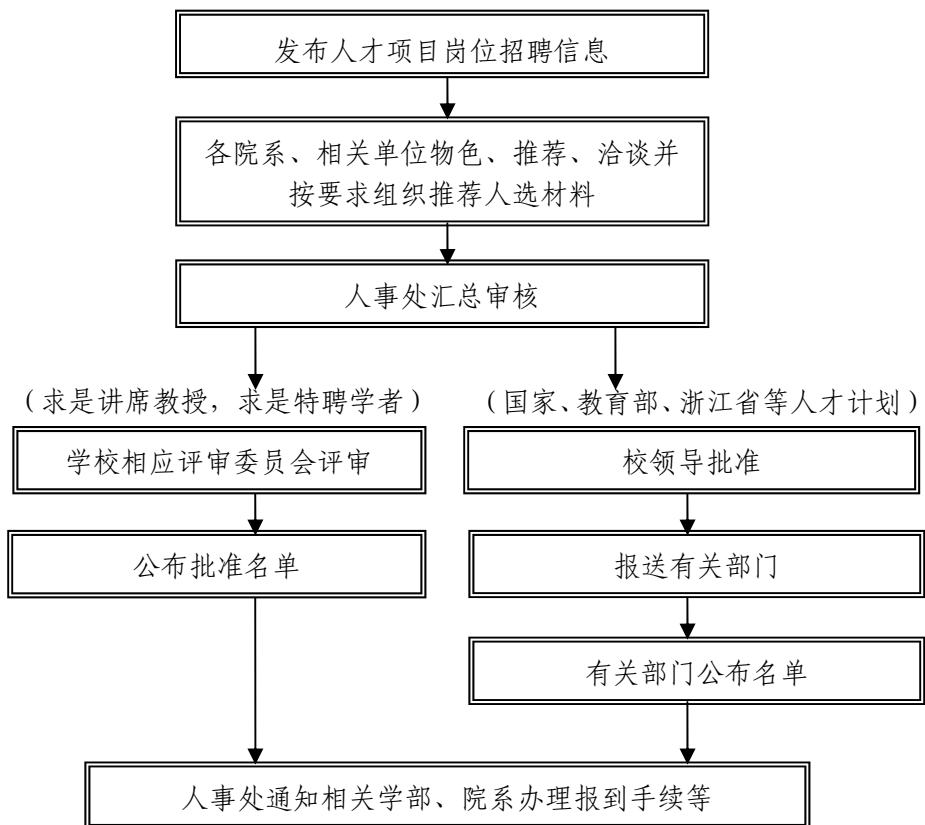 发布人才项目岗位招聘信息
各院系、相关单位物色、推荐、洽谈并
按要求组织推荐人选材料
人事处汇总审核
（求是讲席教授，求是特聘学者）
（国家、教育部、浙江省等人才计划）
学校相应评审委员会评审
校领导批准
公布批准名单
报送有关部门
有关部门公布名单
人事处通知相关学部、院系办理报到手续等